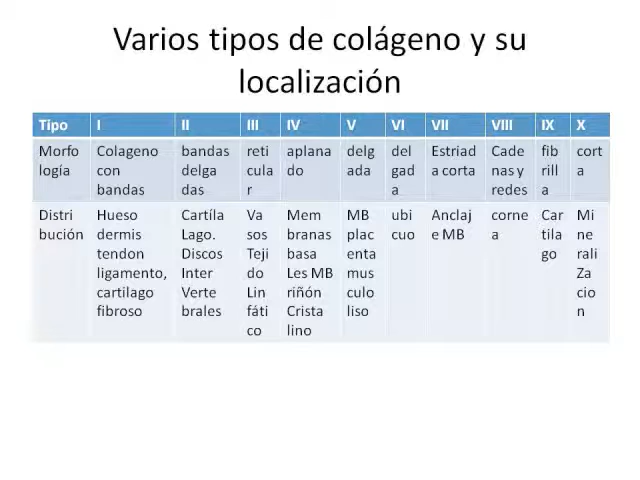 Varios tipos de colágeno y su
localización
Tipo I II III IV V VI VII VIII IX X
Morfo
logía
Colageno
con
bandas
bandas
delga
das
reti
cula
r
aplana
do
delg
ada
del
gad
a
Estriad
a corta
Cade
nas y
redes
fib
rill
a
cort
a
Distri
bución
Hueso
dermis
tendon
ligamento,
cartilago
fibroso
Cartíla
Lago.
Discos
Inter
Verte
brales
Va
sos
Teji
do
Lin
fáti
co
Mem
branas
basa
Les MB
riñón
Crista
lino
MB
plac
enta
mus
culo
liso
ubi
cuo
Anclaj
e MB
corne
a
Car
tila
go
Mi
ne
rali
Za
cio
n